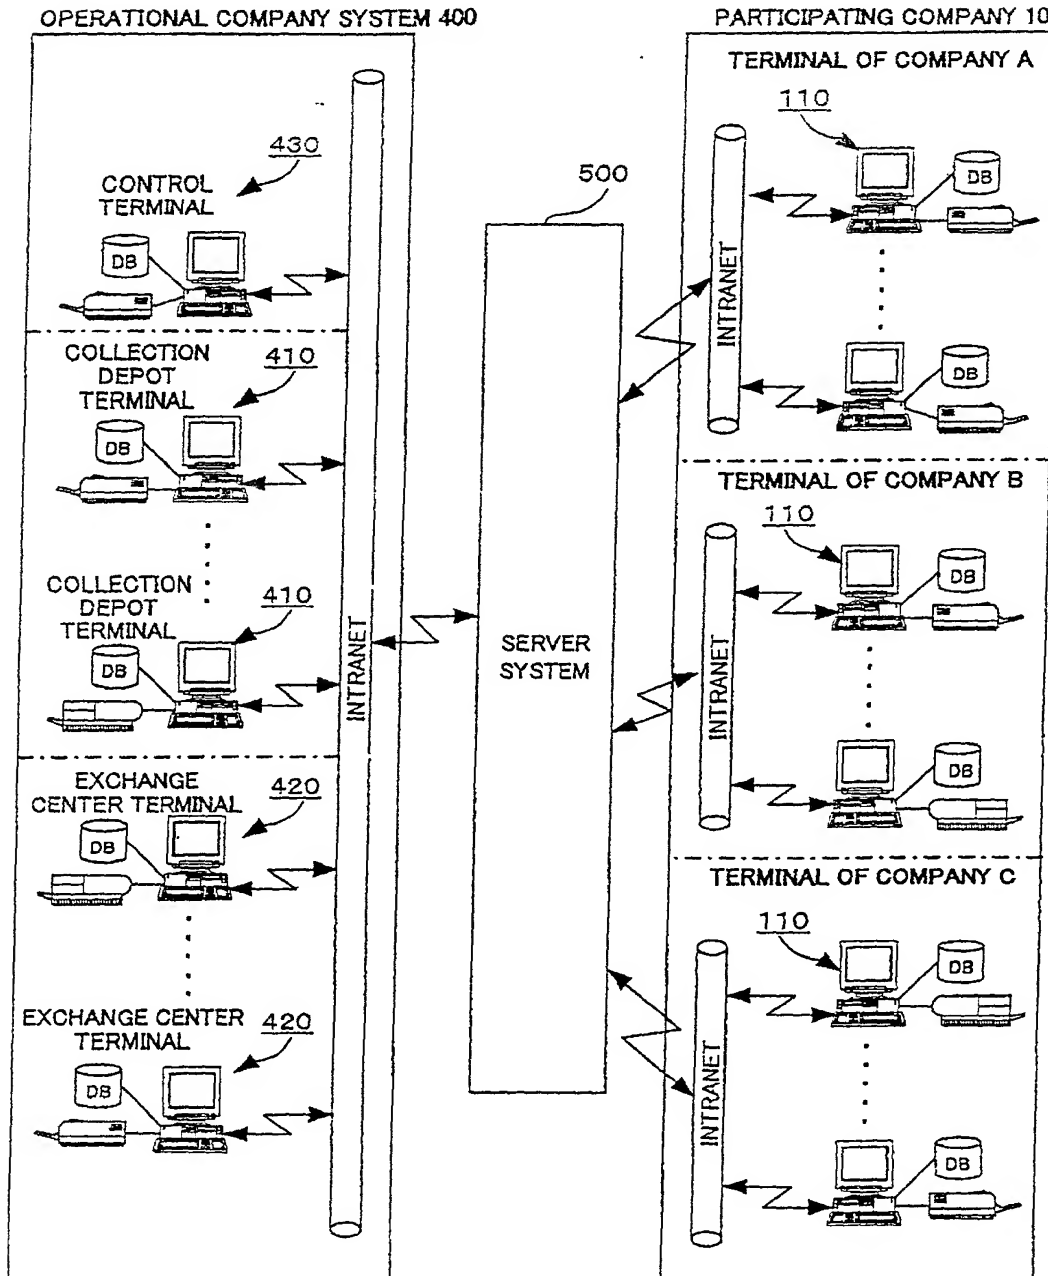 OPERATIONAL COMPANY SYSTEM 400
430
CONTROL
TERMINAL
DB
COLLECTION
DEPOT
TERMINAL
410
DB
COLLECTION
DEPOT
TERMINAL
410
DB
EXCHANGE
CENTER TERMINAL
420
DB
EXCHANGE CENTER
TERMINAL
420
DB
INTRANET
500
SERVER
SYSTEM
PARTICIPATING COMPANY 10
TERMINAL OF COMPANY A
110
DB
INTRANET
DB
TERMINAL OF COMPANY B
110
DB
INTRANET
DB
TERMINAL OF COMPANY C
110
DB
INTRANET
DB